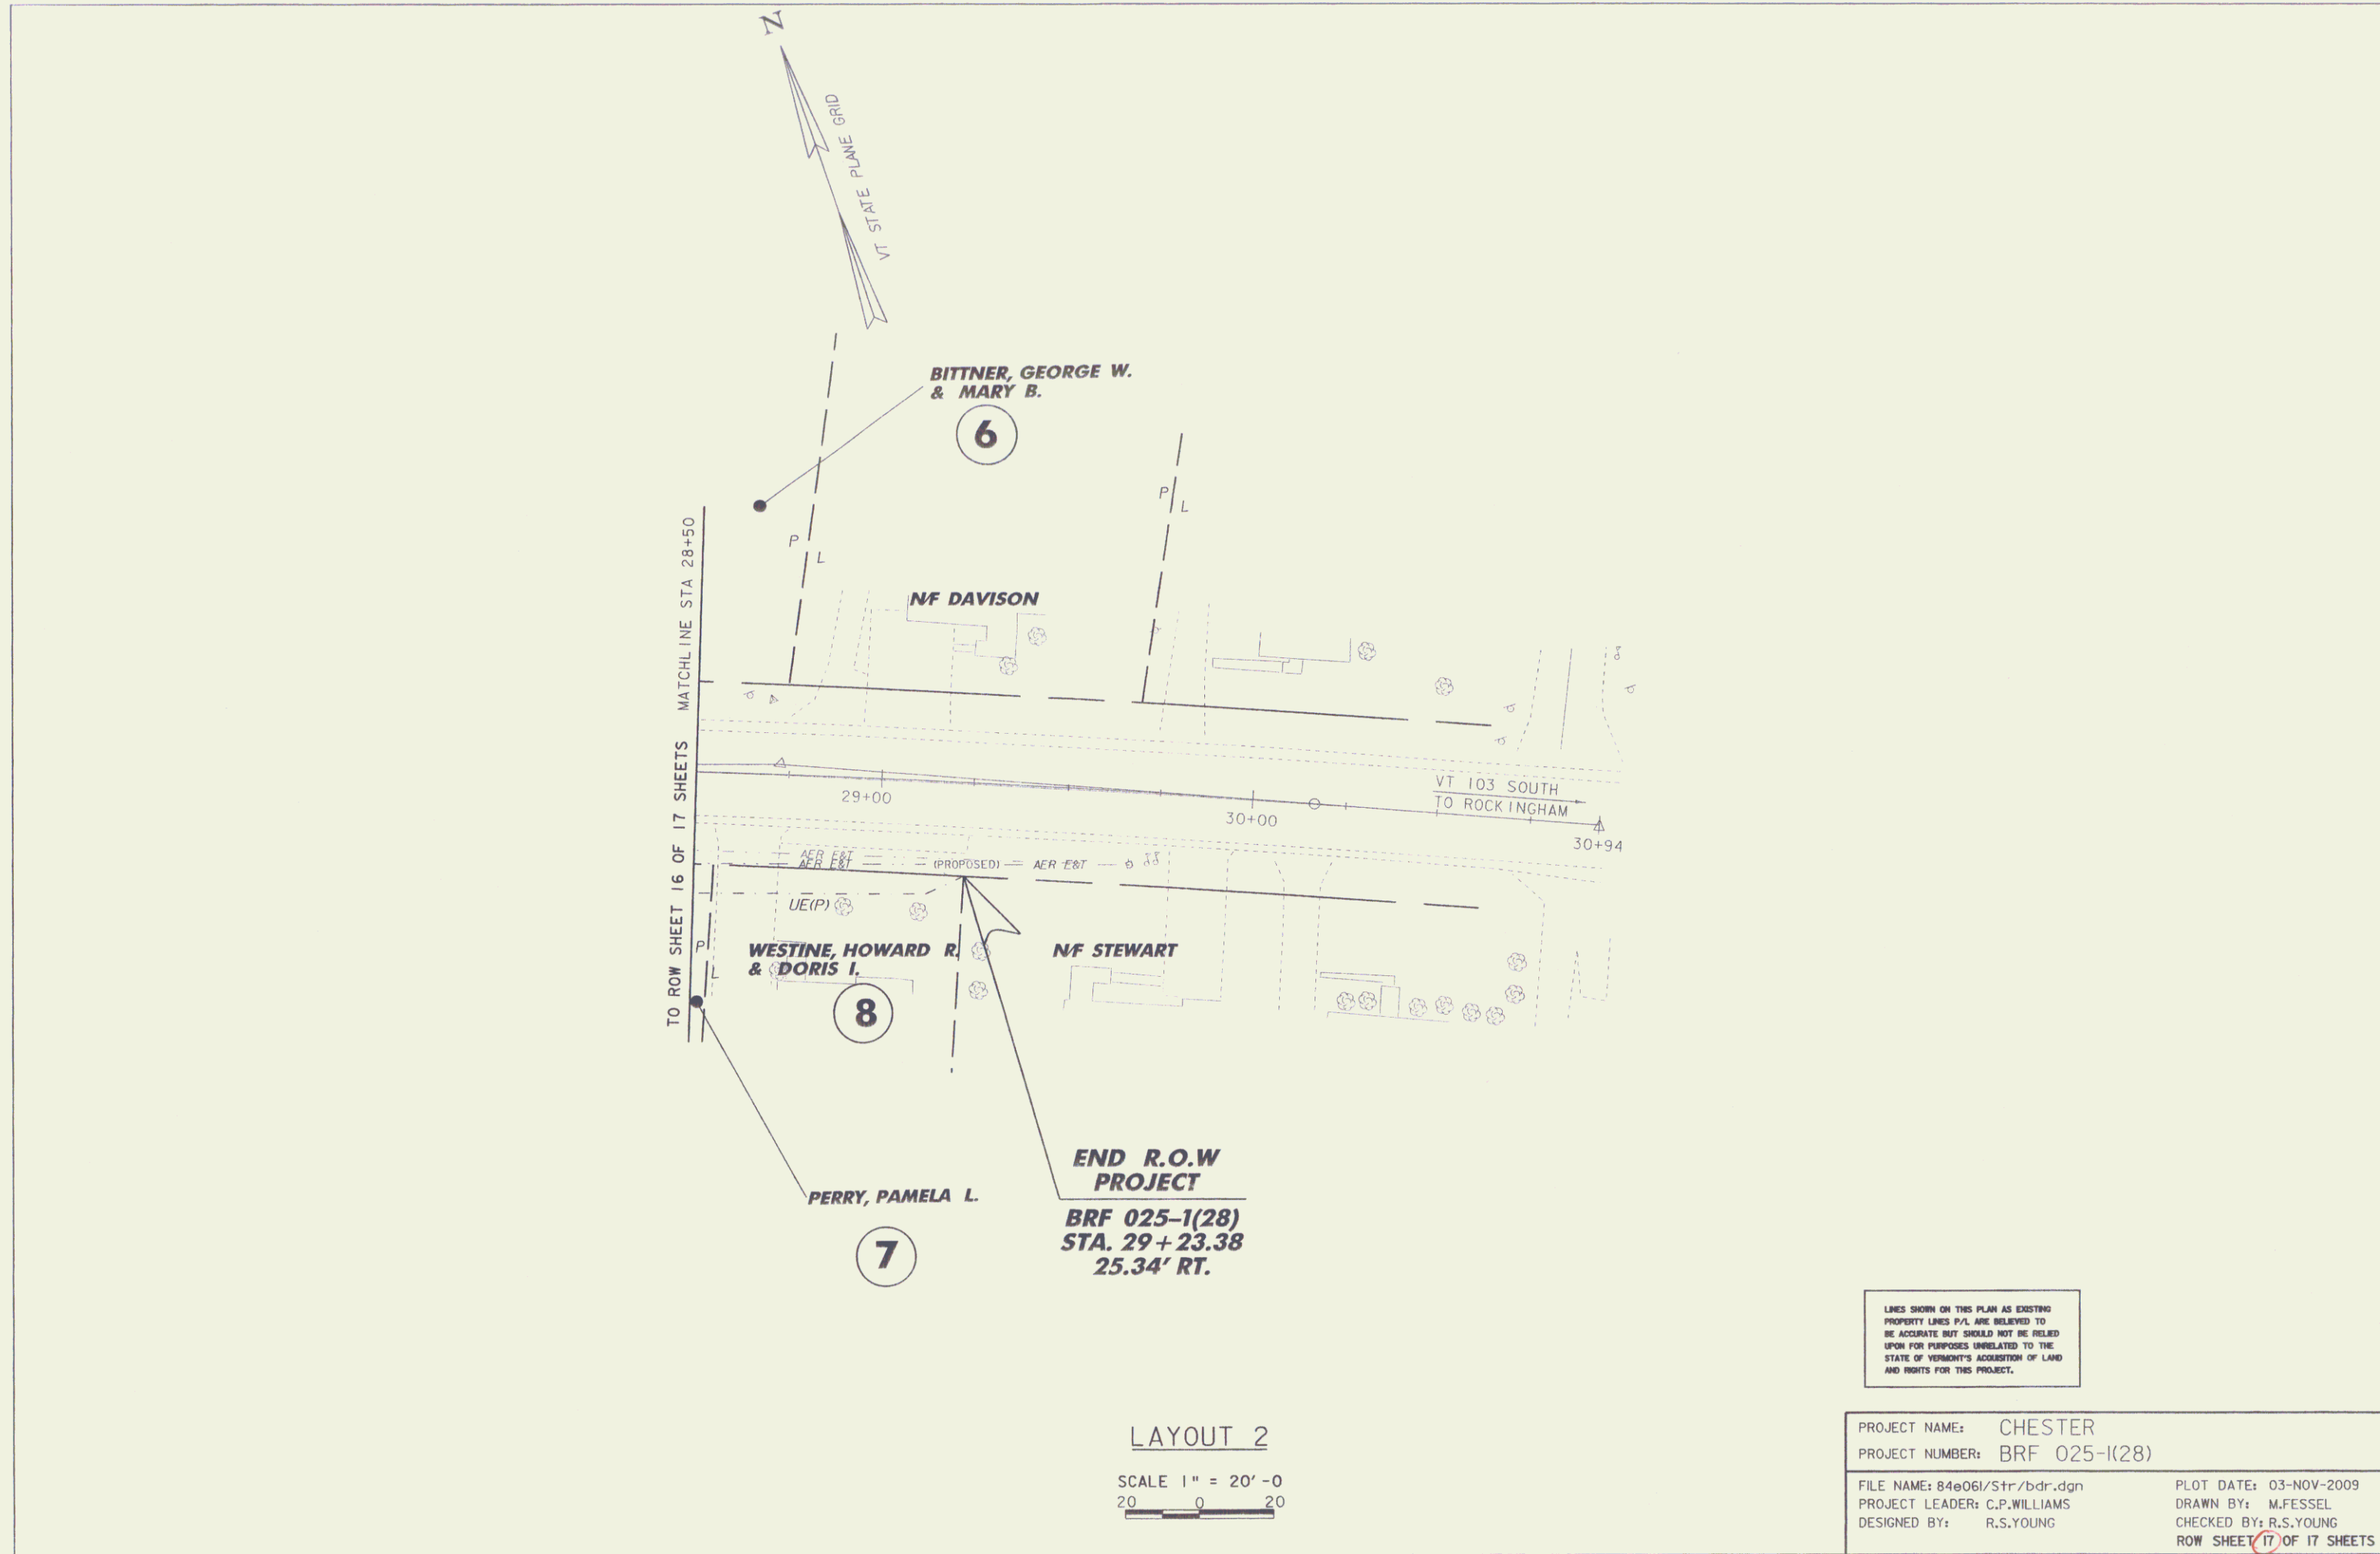 N
VT STATE PLANE GRID
BITTNER, GEORGE W.
& MARY B.
6
MATCHLINE STA 28+50
TO ROW SHEET 16 OF 17 SHEETS
P
L
P
L
N/F DAVISON
29+00
30+00
VT 103 SOUTH
TO ROCKINGHAM
30+94
AER E&T
AER E&T
(PROPOSED)
AER E&T
UE(P)
P
L
WESTINE, HOWARD R.
& DORIS I.
8
N/F STEWART
PERRY, PAMELA L.
7
END R.O.W
PROJECT
BRF 025-1(28)
STA. 29+23.38
25.34' RT.
LINES SHOWN ON THIS PLAN AS EXISTING
PROPERTY LINES P/L ARE BELIEVED TO
BE ACCURATE BUT SHOULD NOT BE RELIED
UPON FOR PURPOSES UNRELATED TO THE
STATE OF VERMONT'S ACQUISITION OF LAND
AND RIGHTS FOR THIS PROJECT.
LAYOUT 2
SCALE 1" = 20'-0
20 0 20
PROJECT NAME: CHESTER
PROJECT NUMBER: BRF 025-1(28)
FILE NAME: 84e061/Str/bdr.dgn
PLOT DATE: 03-NOV-2009
PROJECT LEADER: C.P.WILLIAMS
DRAWN BY: M.FESSEL
DESIGNED BY: R.S.YOUNG
CHECKED BY: R.S.YOUNG
ROW SHEET 17 OF 17 SHEETS